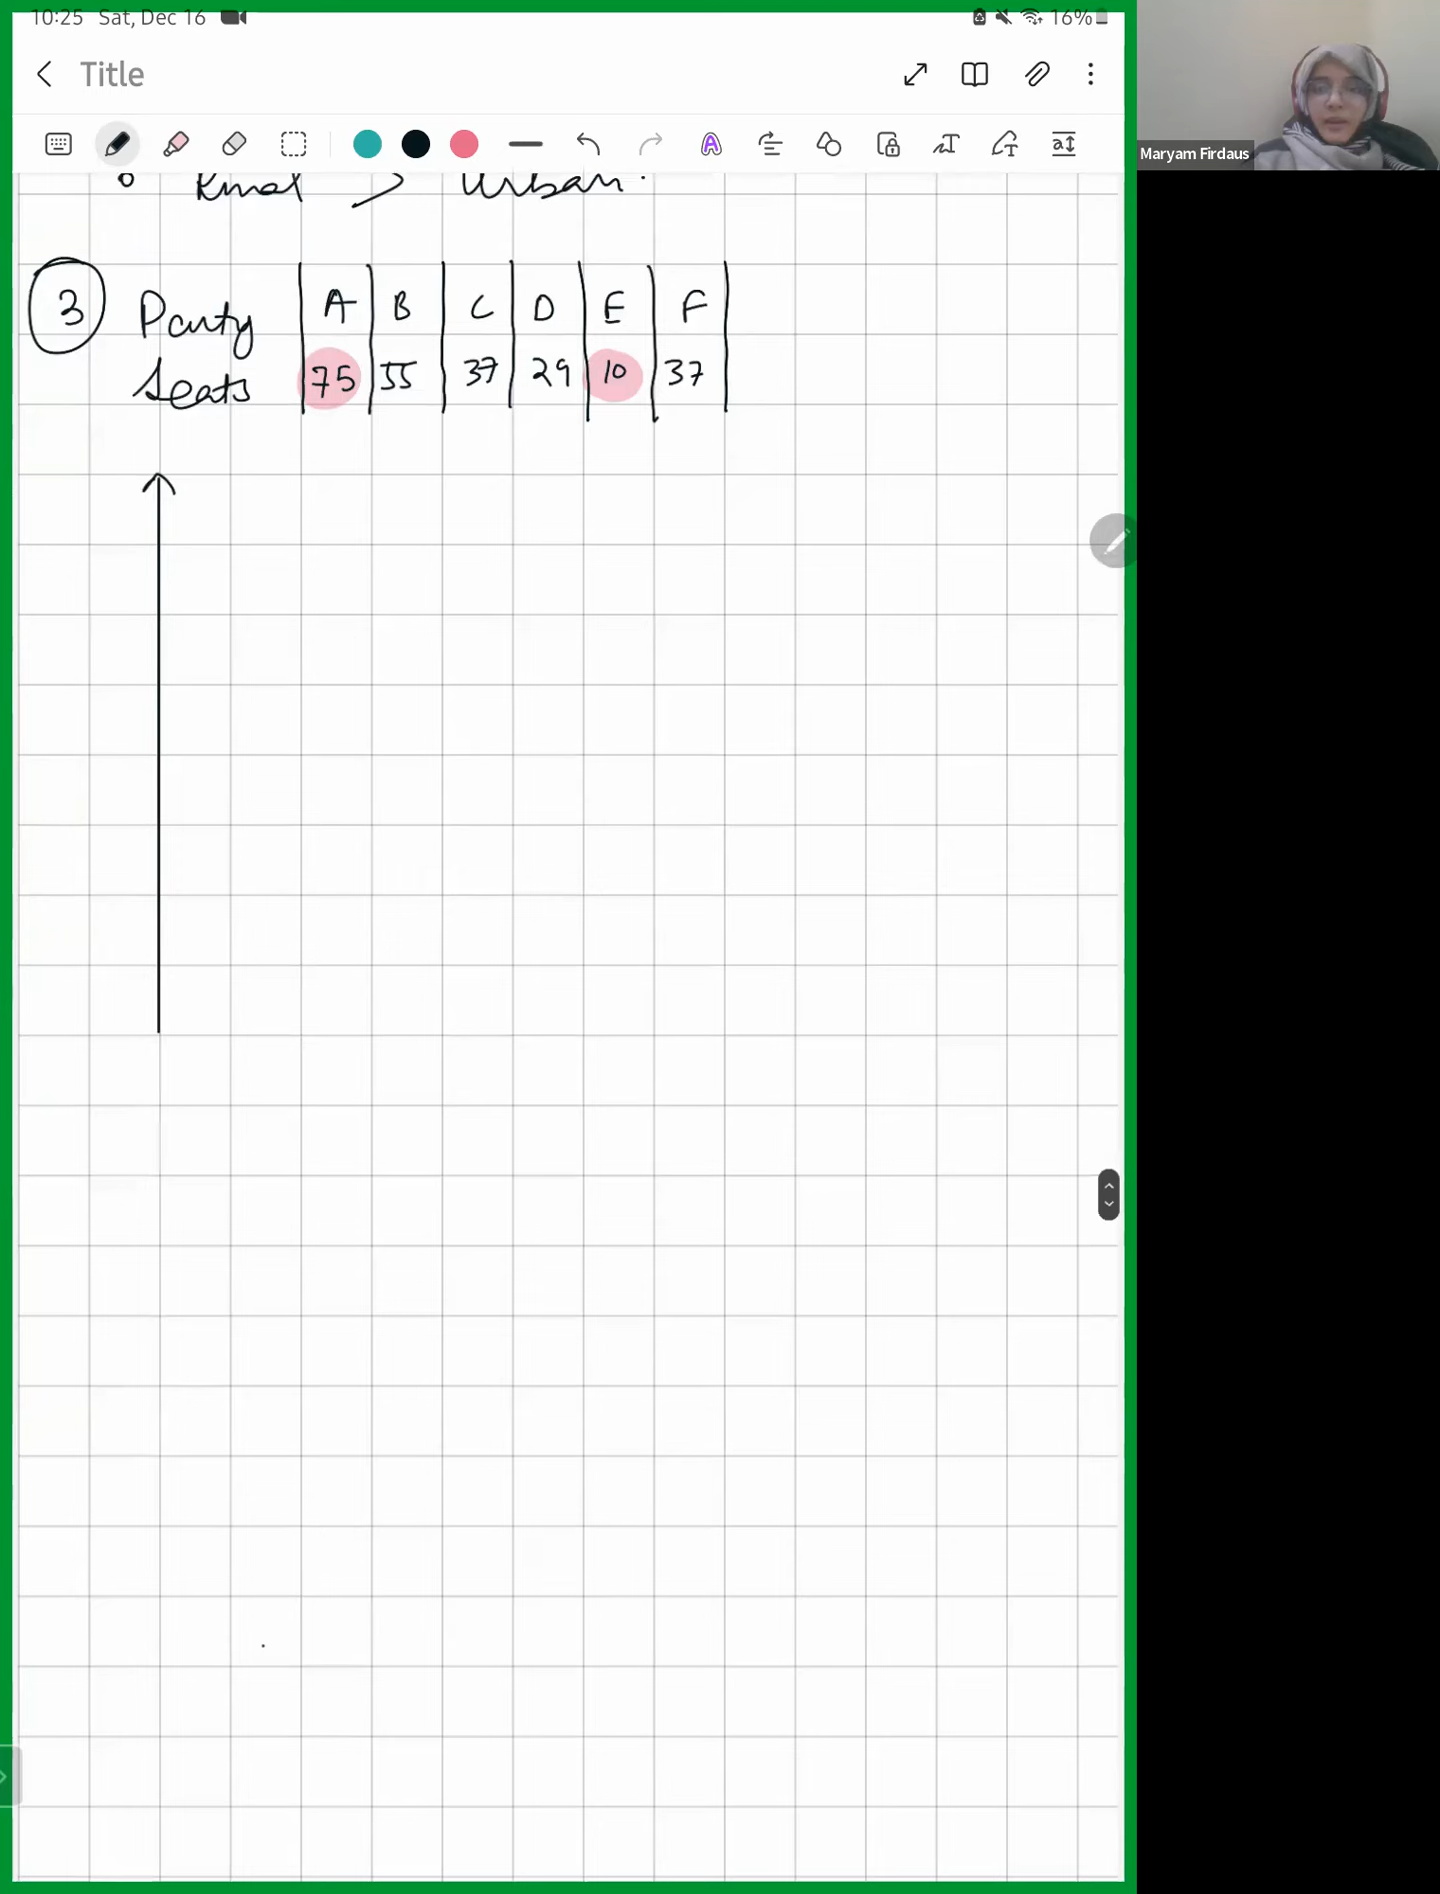 10:25 Sat, Dec 16 16%
Title
Maryam Firdaus
Rural > Urban.
3 Party A B C D E F
Seats 75 55 37 29 10 37